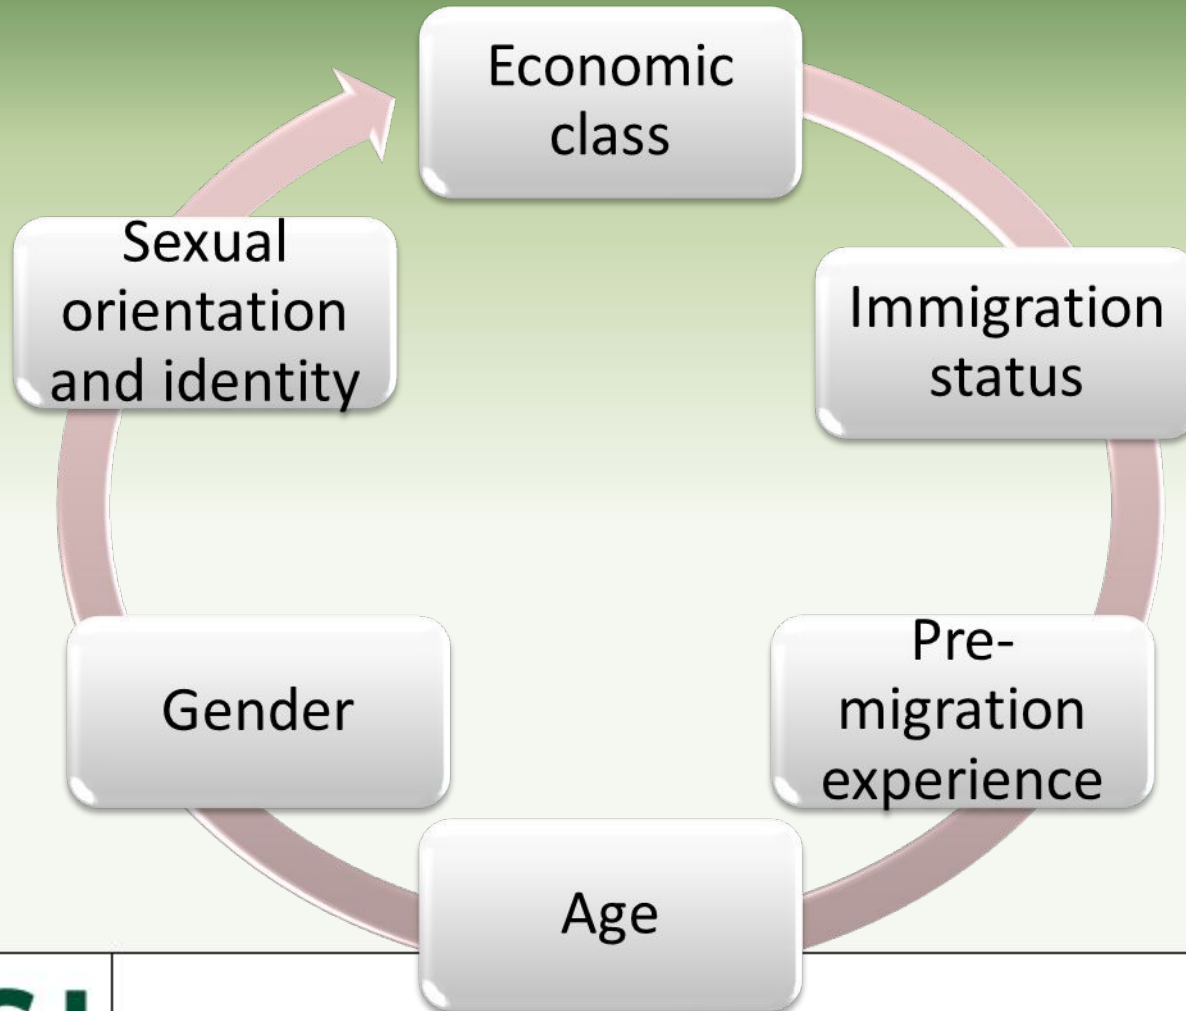 Economic
class
Immigration
status
Pre-
migration
experience
Age
Gender
Sexual
orientation
and identity